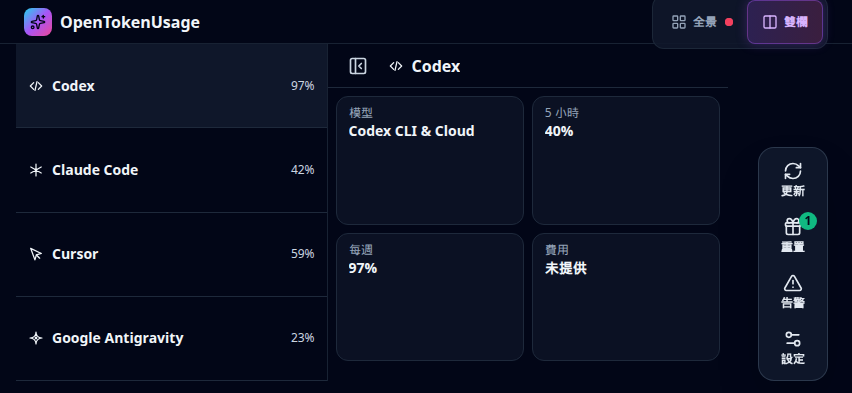 OpenTokenUsage
全景
雙欄
Codex
97%
Claude Code
42%
Cursor
59%
Google Antigravity
23%
Codex
模型
Codex CLI & Cloud
5 小時
40%
每週
97%
費用
未提供
更新
1
重置
告警
設定